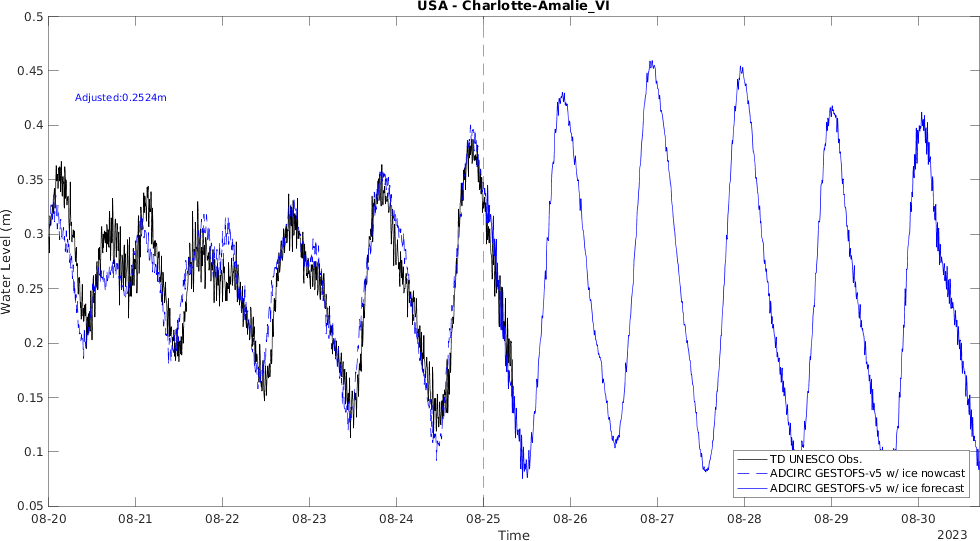 USA - Charlotte-Amalie_VI
0.5
0.45
0.4
0.35
0.3
0.25
0.2
0.15
0.1
0.05
Water Level (m)
Adjusted:0.2524m
TD UNESCO Obs.
ADCIRC GESTOFS-v5 w/ ice nowcast
ADCIRC GESTOFS-v5 w/ ice forecast
08-20 08-21 08-22 08-23 08-24 08-25 08-26 08-27 08-28 08-29 08-30
Time
2023